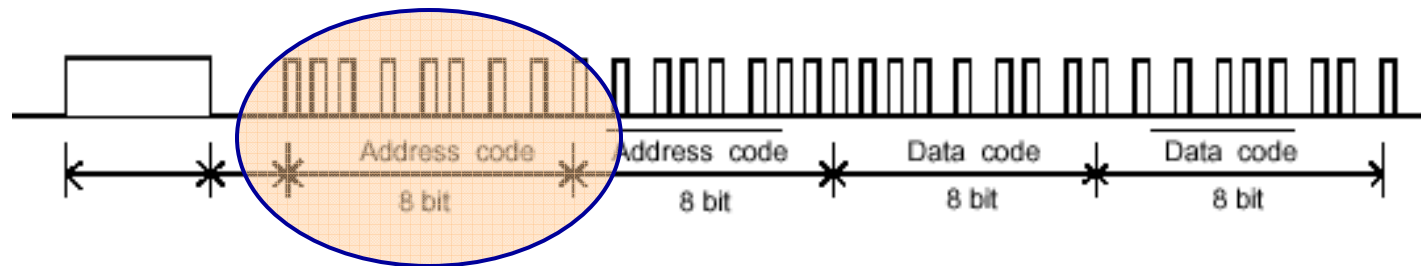 Address code Address code Data code Data code
8 bit 8 bit 8 bit 8 bit